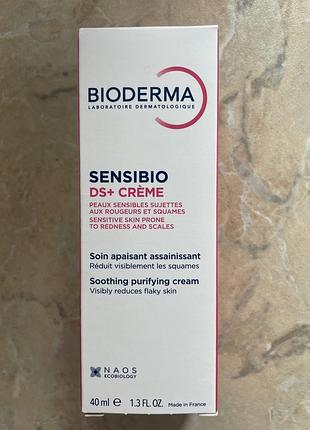 BIODERMA
LABORATOIRE DERMATOLOGIQUE
SENSIBIO
DS+ CRÈME
PEAUX SENSIBLES SUJETTES
AUX ROUGEURS ET SQUAMES
SENSITIVE SKIN PRONE
TO REDNESS AND SCALES
Soin apaisant assainissant
Réduit visiblement les squames
Soothing purifying cream
Visibly reduces flaky skin
NAOS
ECOBIOLOGY
40 ml ℮ 1.3 FL.OZ. Made in France